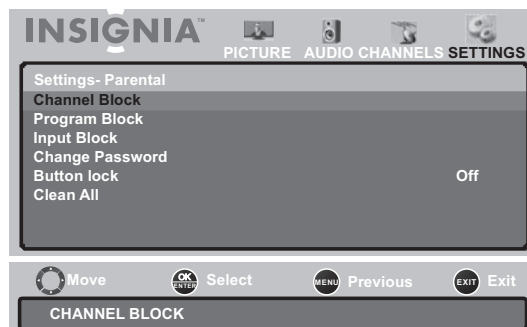 INSIGNIA™
PICTURE AUDIO CHANNELS SETTINGS
Settings- Parental
Channel Block
Program Block
Input Block
Change Password
Button lock Off
Clean All
Move OK ENTER Select MENU Previous EXIT Exit
CHANNEL BLOCK